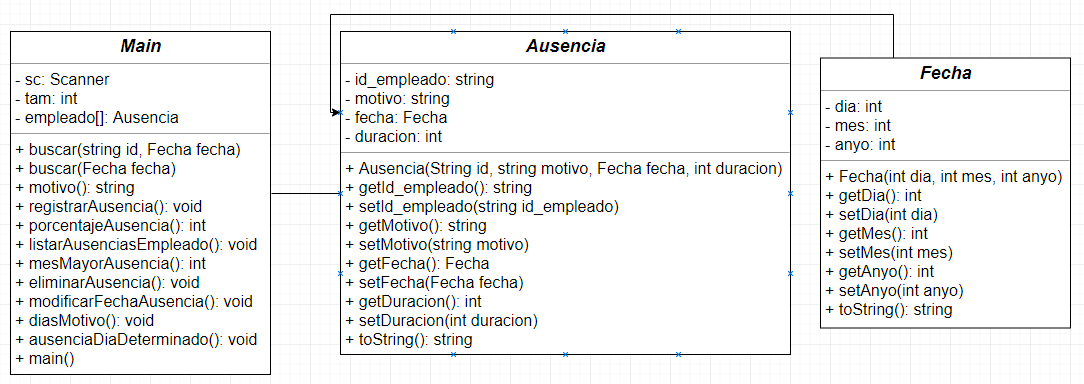 Main
- sc: Scanner
- tam: int
- empleado[]: Ausencia
+ buscar(string id, Fecha fecha)
+ buscar(Fecha fecha)
+ motivo(): string
+ registrarAusencia(): void
+ porcentajeAusencia(): int
+ listarAusenciasEmpleado(): void
+ mesMayorAusencia(): int
+ eliminarAusencia(): void
+ modificarFechaAusencia(): void
+ diasMotivo(): void
+ ausenciaDiaDeterminado(): void
+ main()
Ausencia
- id_empleado: string
- motivo: string
- fecha: Fecha
- duracion: int
+ Ausencia(String id, string motivo, Fecha fecha, int duracion)
+ getId_empleado(): string
+ setId_empleado(string id_empleado)
+ getMotivo(): string
+ setMotivo(string motivo)
+ getFecha(): Fecha
+ setFecha(Fecha fecha)
+ getDuracion(): int
+ setDuracion(int duracion)
+ toString(): string
Fecha
- dia: int
- mes: int
- anyo: int
+ Fecha(int dia, int mes, int anyo)
+ getDia(): int
+ setDia(int dia)
+ getMes(): int
+ setMes(int mes)
+ getAnyo(): int
+ setAnyo(int anyo)
+ toString(): string